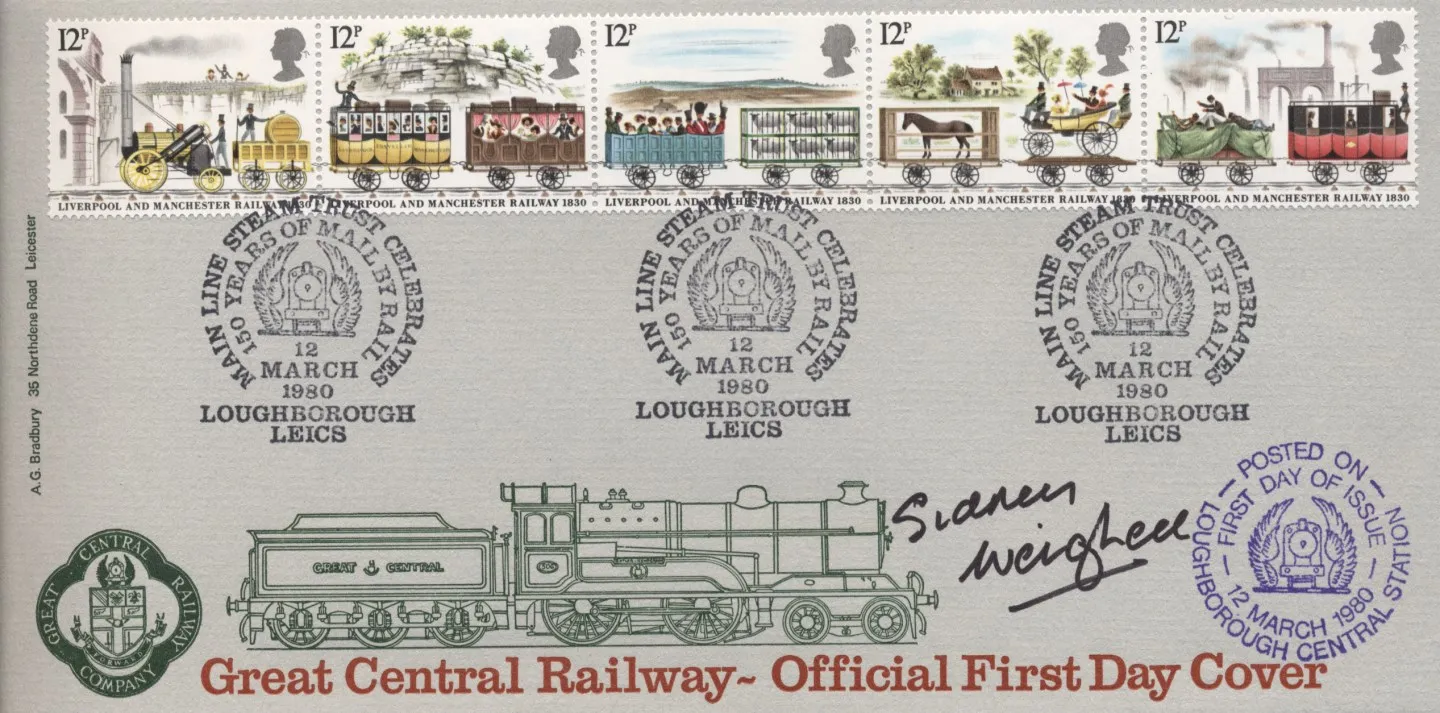 12P
12P
12P
12P
12P
LIVERPOOL AND MANCHESTER RAILWAY 1830
LIVERPOOL AND MANCHESTER RAILWAY 1830
LIVERPOOL AND MANCHESTER RAILWAY 1830
LIVERPOOL AND MANCHESTER RAILWAY 1830
LIVERPOOL AND MANCHESTER RAILWAY 1830
A.G. Bradbury 35 Northdene Road Leicester
MAIN LINE STEAM TRUST CELEBRATES
150 YEARS OF MAIL BY RAIL
12
MARCH
1980
LOUGHBOROUGH
LEICS
MAIN LINE STEAM TRUST CELEBRATES
150 YEARS OF MAIL BY RAIL
12
MARCH
1980
LOUGHBOROUGH
LEICS
MAIN LINE STEAM TRUST CELEBRATES
150 YEARS OF MAIL BY RAIL
12
MARCH
1980
LOUGHBOROUGH
LEICS
Sidney
Weighell
POSTED ON
FIRST DAY OF ISSUE
12 MARCH 1980
LOUGHBOROUGH CENTRAL STATION
GREAT CENTRAL
GREAT CENTRAL RAILWAY COMPANY
FORWARD
Great Central Railway~ Official First Day Cover